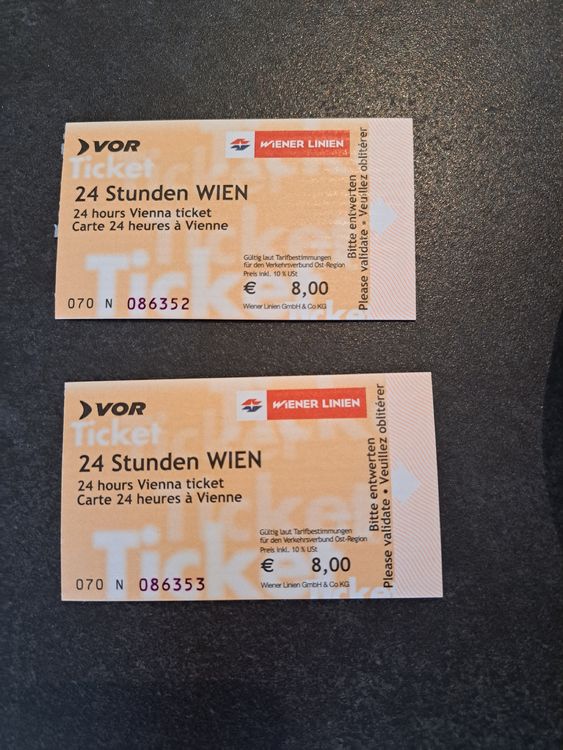 VOR
WIENER LINIEN
Ticket
24 Stunden WIEN
24 hours Vienna ticket
Carte 24 heures à Vienne
Gültig laut Tarifbestimmungen
für den Verkehrsverbund Ost-Region
Preis inkl. 10 % USt
€ 8,00
Ticket
Ticket
070 N 086352
Wiener Linien GmbH & Co KG
Bitte entwerten
Please validate • Veuillez oblitérer
VOR
WIENER LINIEN
Ticket
24 Stunden WIEN
24 hours Vienna ticket
Carte 24 heures à Vienne
Gültig laut Tarifbestimmungen
für den Verkehrsverbund Ost-Region
Preis inkl. 10 % USt
€ 8,00
Ticket
Ticket
070 N 086353
Wiener Linien GmbH & Co KG
Bitte entwerten
Please validate • Veuillez oblitérer